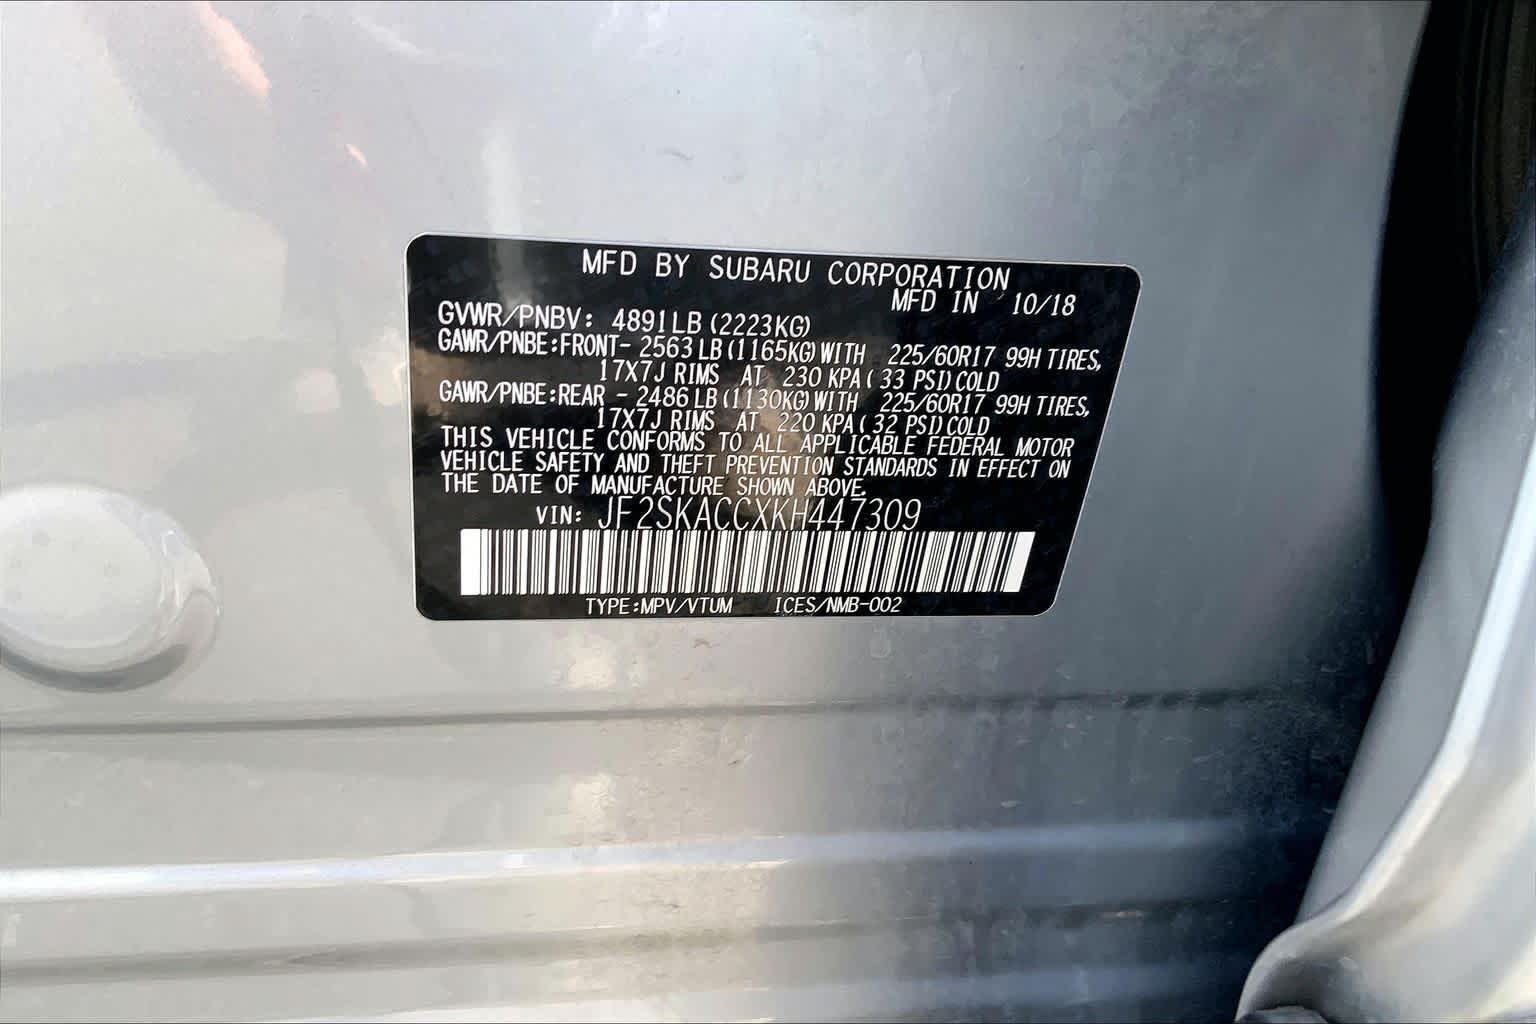 MFD BY SUBARU CORPORATION
MFD IN 10/18
GVWR/PNBV: 4891LB (2223KG)
GAWR/PNBE:FRONT- 2563 LB (1165KG) WITH 225/60R17 99H TIRES,
17X7J RIMS AT 230 KPA ( 33 PSI) COLD
GAWR/PNBE:REAR - 2486 LB (1130KG) WITH 225/60R17 99H TIRES,
17X7J RIMS AT 220 KPA ( 32 PSI) COLD
THIS VEHICLE CONFORMS TO ALL APPLICABLE FEDERAL MOTOR
VEHICLE SAFETY AND THEFT PREVENTION STANDARDS IN EFFECT ON
THE DATE OF MANUFACTURE SHOWN ABOVE.
VIN: JF2SKACCXKH447309
TYPE:MPV/VTUM ICES/NMB-002